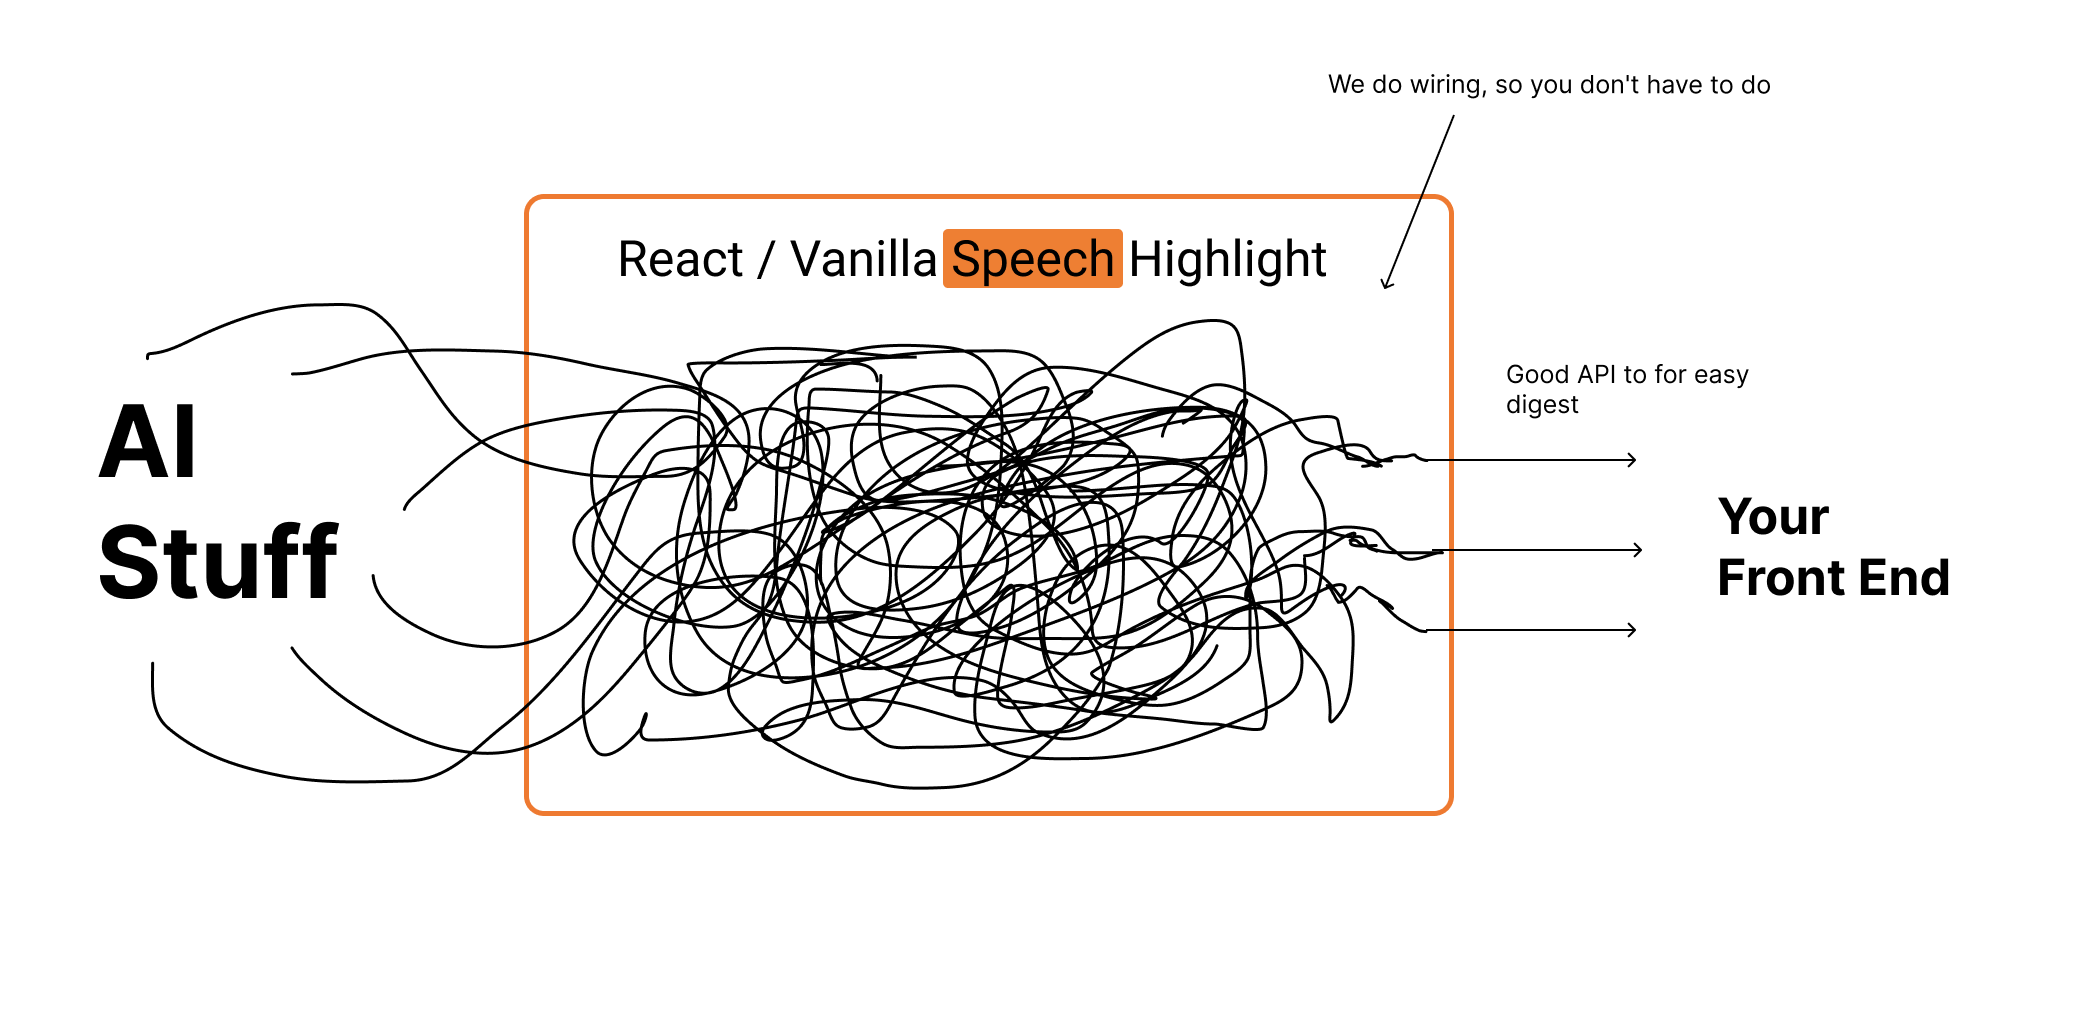 We do wiring, so you don't have to do
React / Vanilla Speech Highlight
Good API to for easy
digest
AI
Stuff
Your
Front End